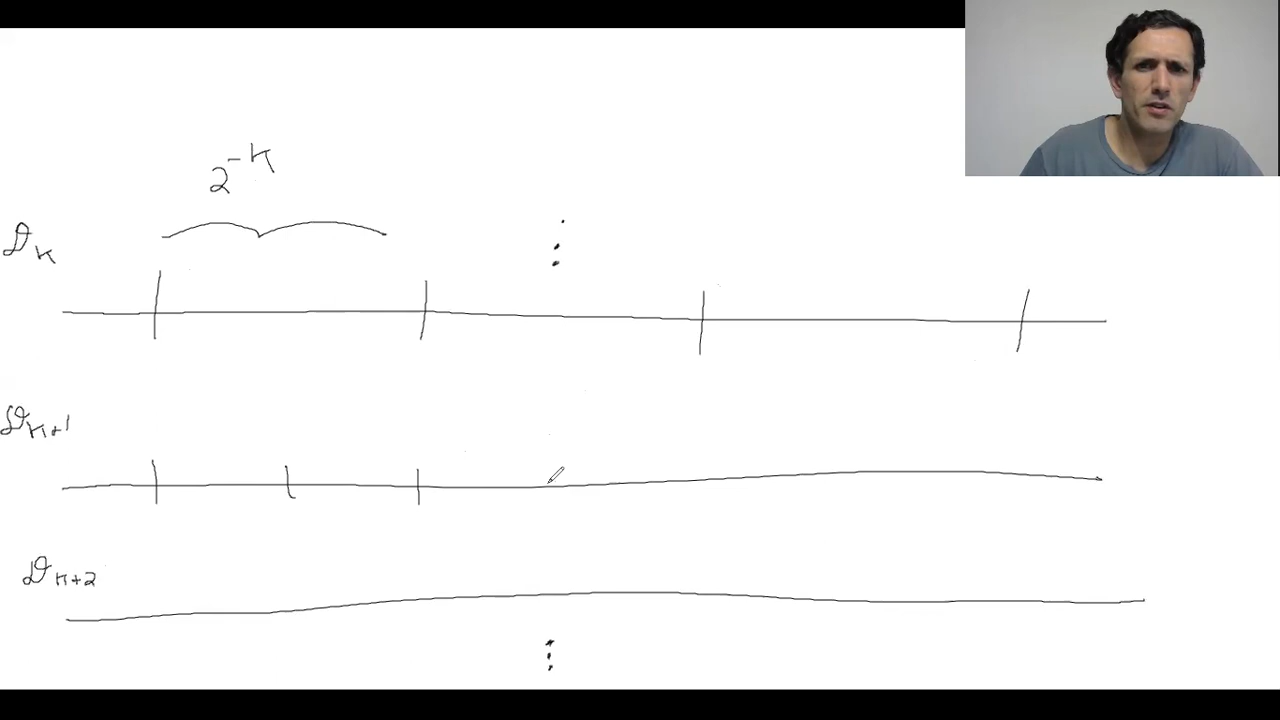 2^{-k}
𝒟_k
⋮
𝒟_{k+1}
𝒟_{k+2}
⋮